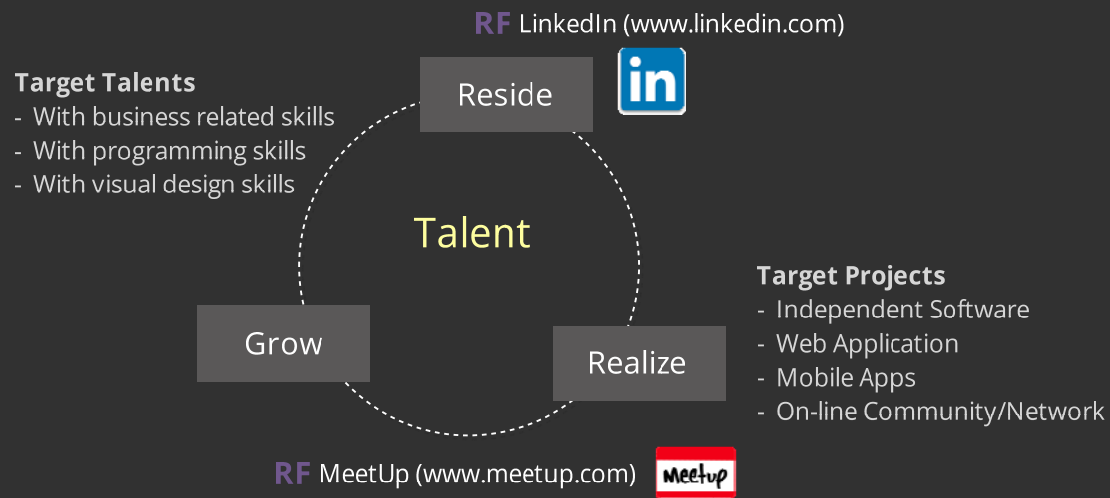 RF LinkedIn (www.linkedin.com)
in
Target Talents
- With business related skills
- With programming skills
- With visual design skills
Reside
Talent
Target Projects
- Independent Software
- Web Application
- Mobile Apps
- On-line Community/Network
Grow
Realize
RF MeetUp (www.meetup.com)
Meetup